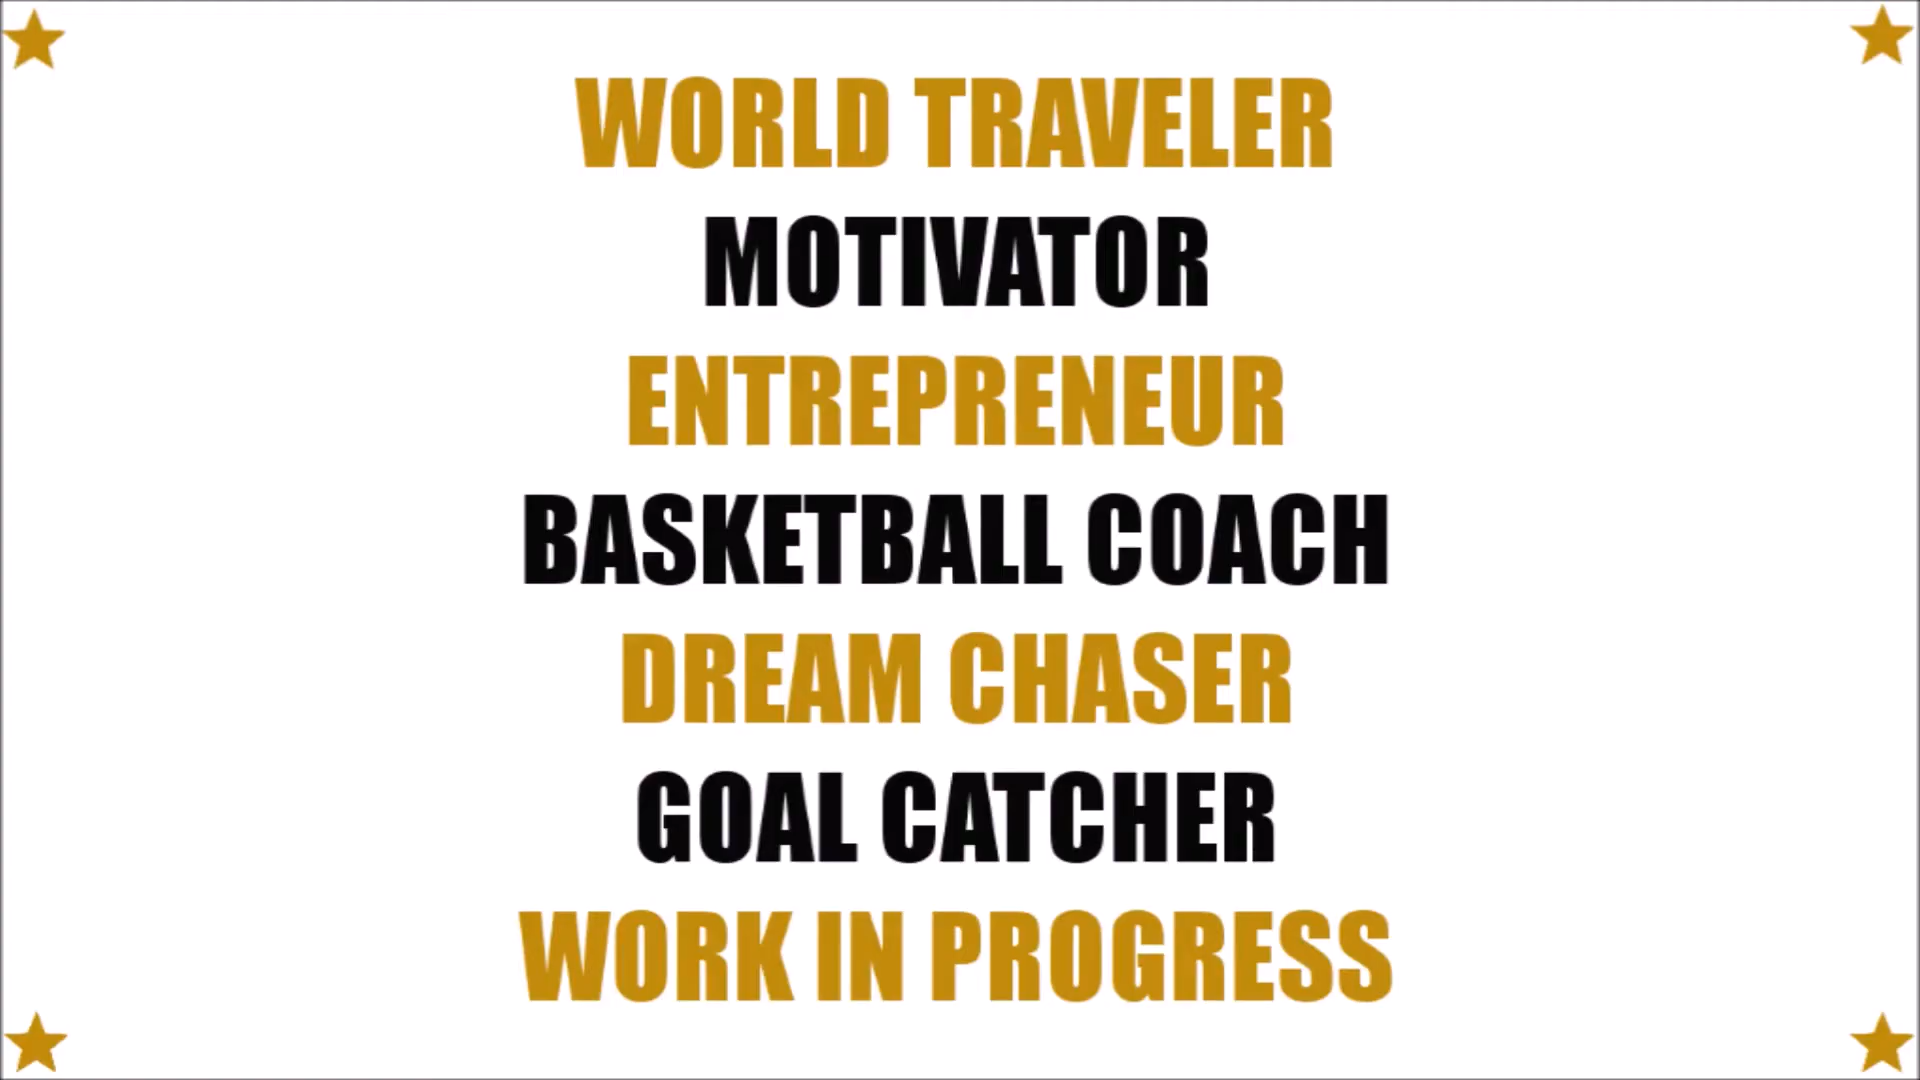 WORLD TRAVELER
MOTIVATOR
ENTREPRENEUR
BASKETBALL COACH
DREAM CHASER
GOAL CATCHER
WORK IN PROGRESS